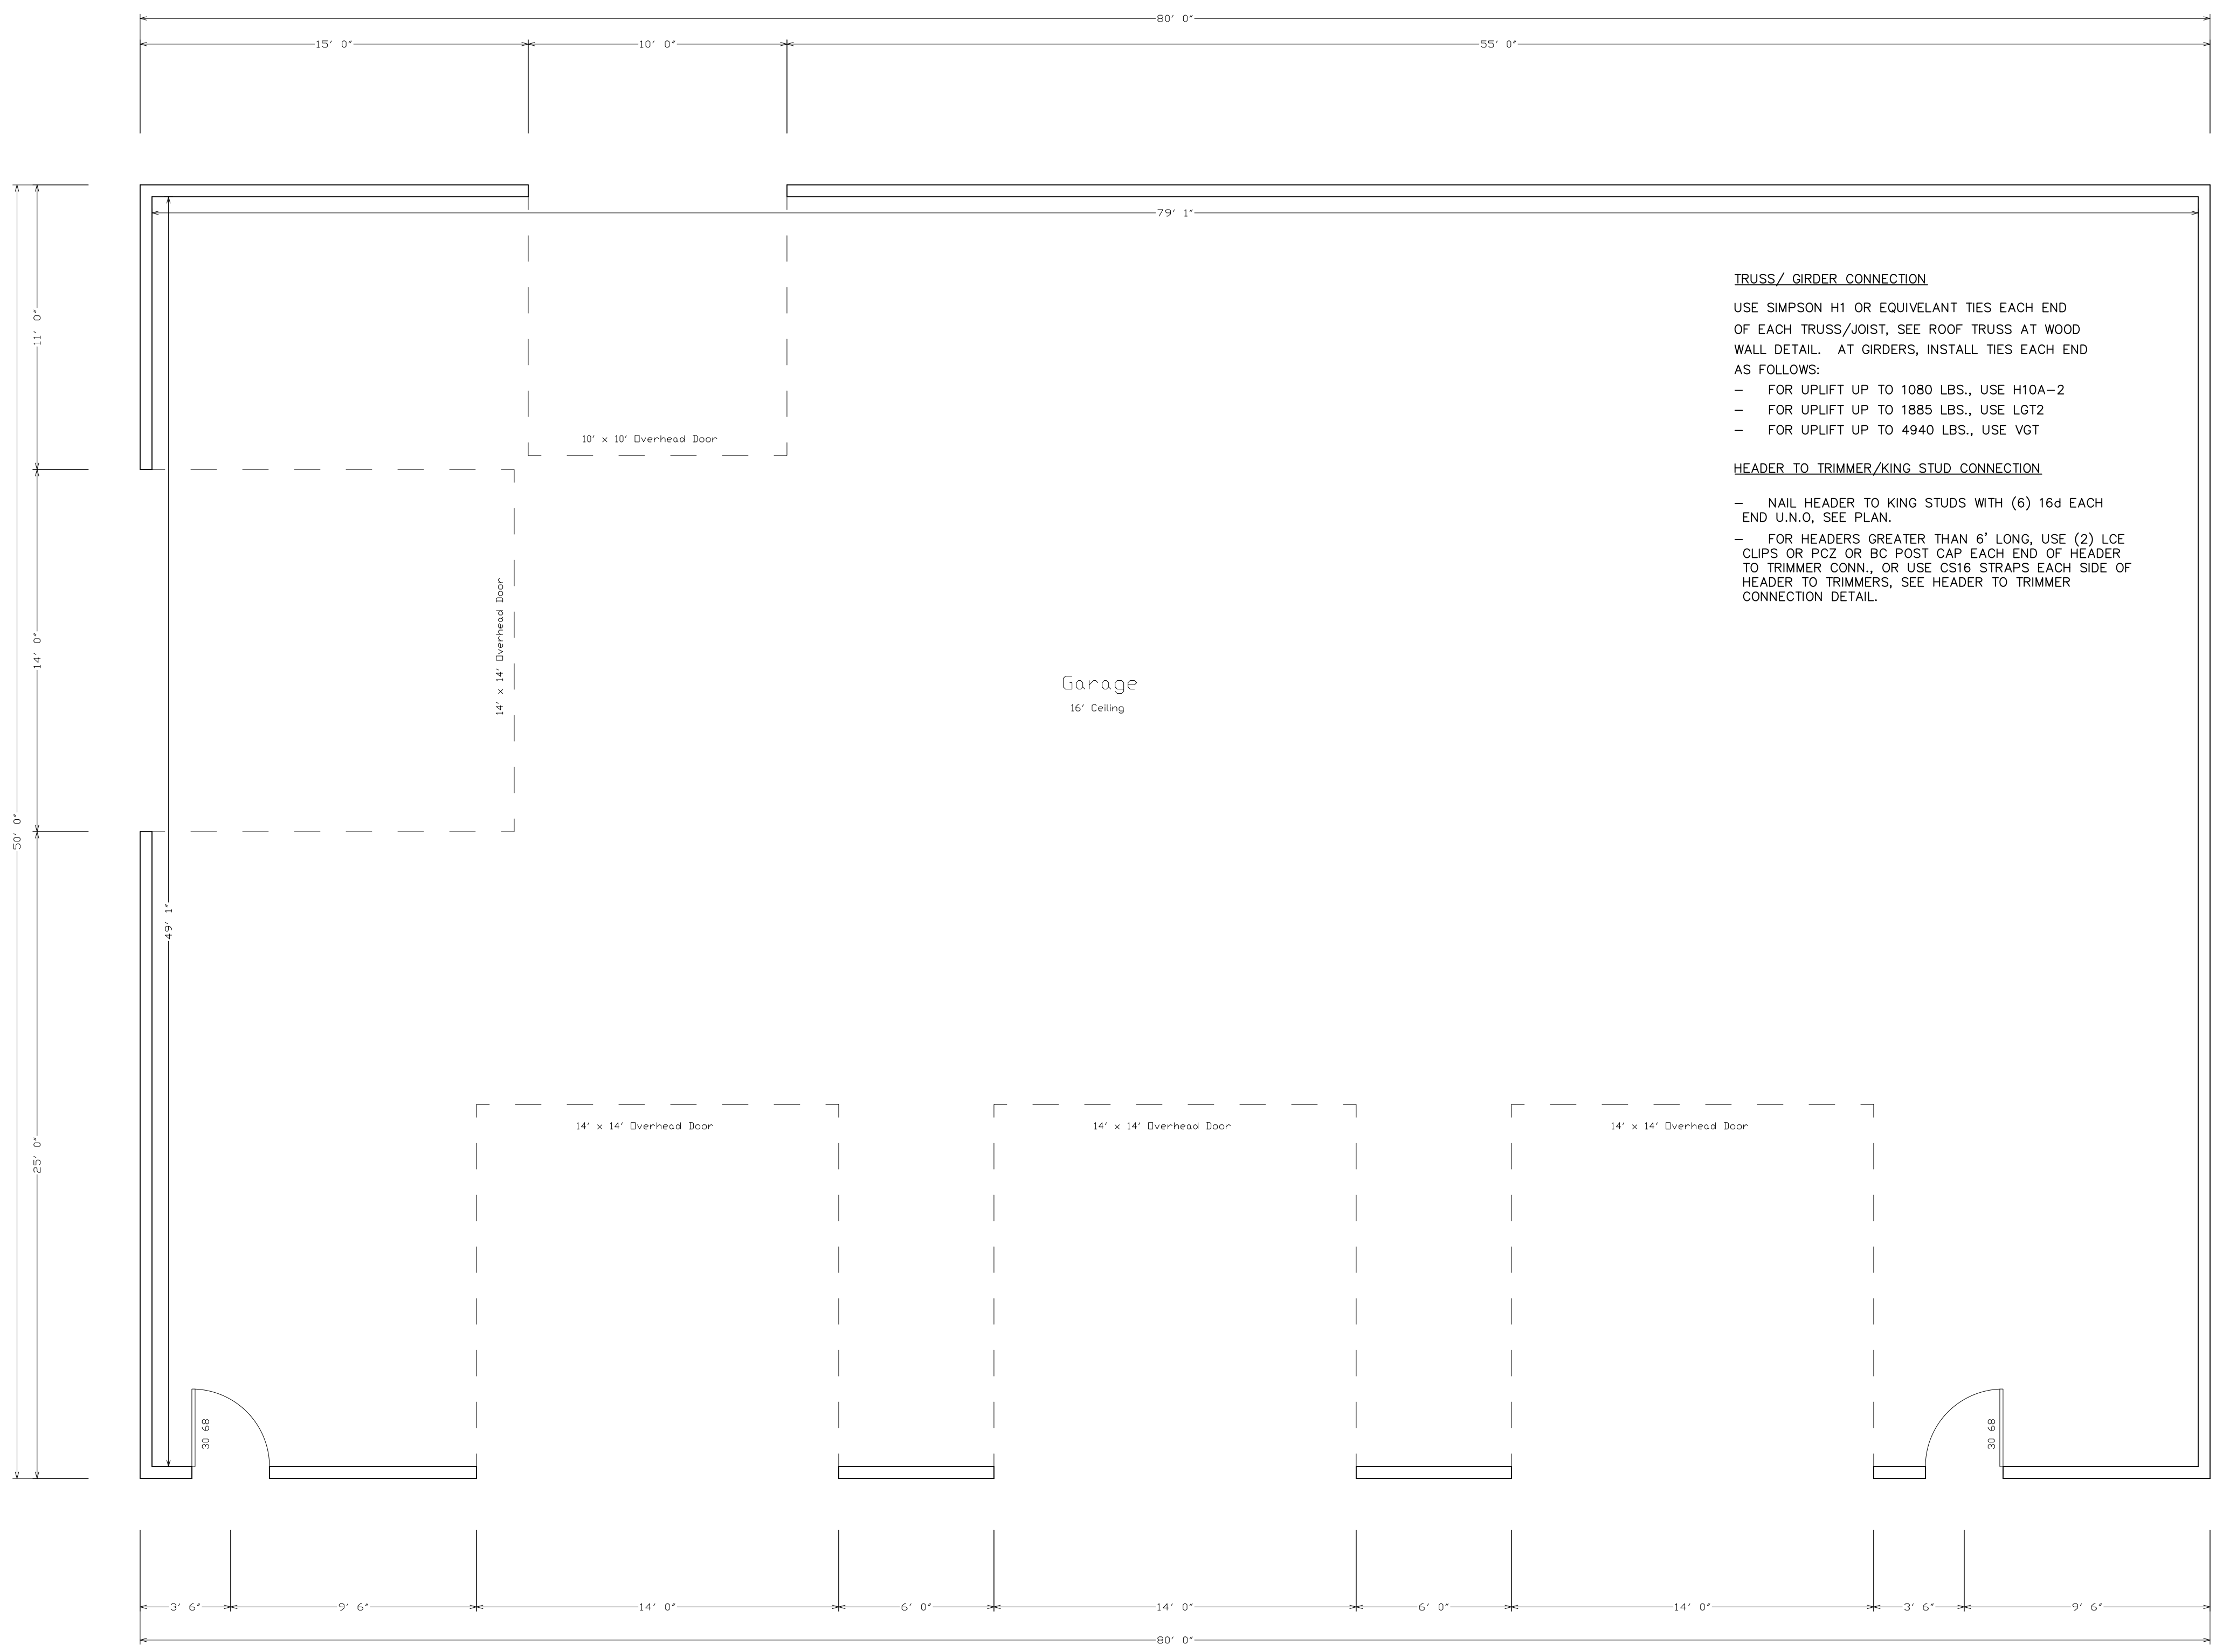 80' 0"
15' 0" 10' 0" 55' 0"
79' 1"
11' 0"
14' 0"
50' 0"
25' 0"
49' 1"
10' x 10' Overhead Door
14' x 14' Overhead Door
TRUSS/ GIRDER CONNECTION
USE SIMPSON H1 OR EQUIVELANT TIES EACH END
OF EACH TRUSS/JOIST, SEE ROOF TRUSS AT WOOD
WALL DETAIL. AT GIRDERS, INSTALL TIES EACH END
AS FOLLOWS:
- FOR UPLIFT UP TO 1080 LBS., USE H10A-2
- FOR UPLIFT UP TO 1885 LBS., USE LGT2
- FOR UPLIFT UP TO 4940 LBS., USE VGT
HEADER TO TRIMMER/KING STUD CONNECTION
- NAIL HEADER TO KING STUDS WITH (6) 16d EACH
END U.N.O, SEE PLAN.
- FOR HEADERS GREATER THAN 6' LONG, USE (2) LCE
CLIPS OR PCZ OR BC POST CAP EACH END OF HEADER
TO TRIMMER CONN., OR USE CS16 STRAPS EACH SIDE OF
HEADER TO TRIMMERS, SEE HEADER TO TRIMMER
CONNECTION DETAIL.
Garage
16' Ceiling
14' x 14' Overhead Door 14' x 14' Overhead Door 14' x 14' Overhead Door
30 68
30 68
3' 6" 9' 6" 14' 0" 6' 0" 14' 0" 6' 0" 14' 0" 3' 6" 9' 6"
80' 0"